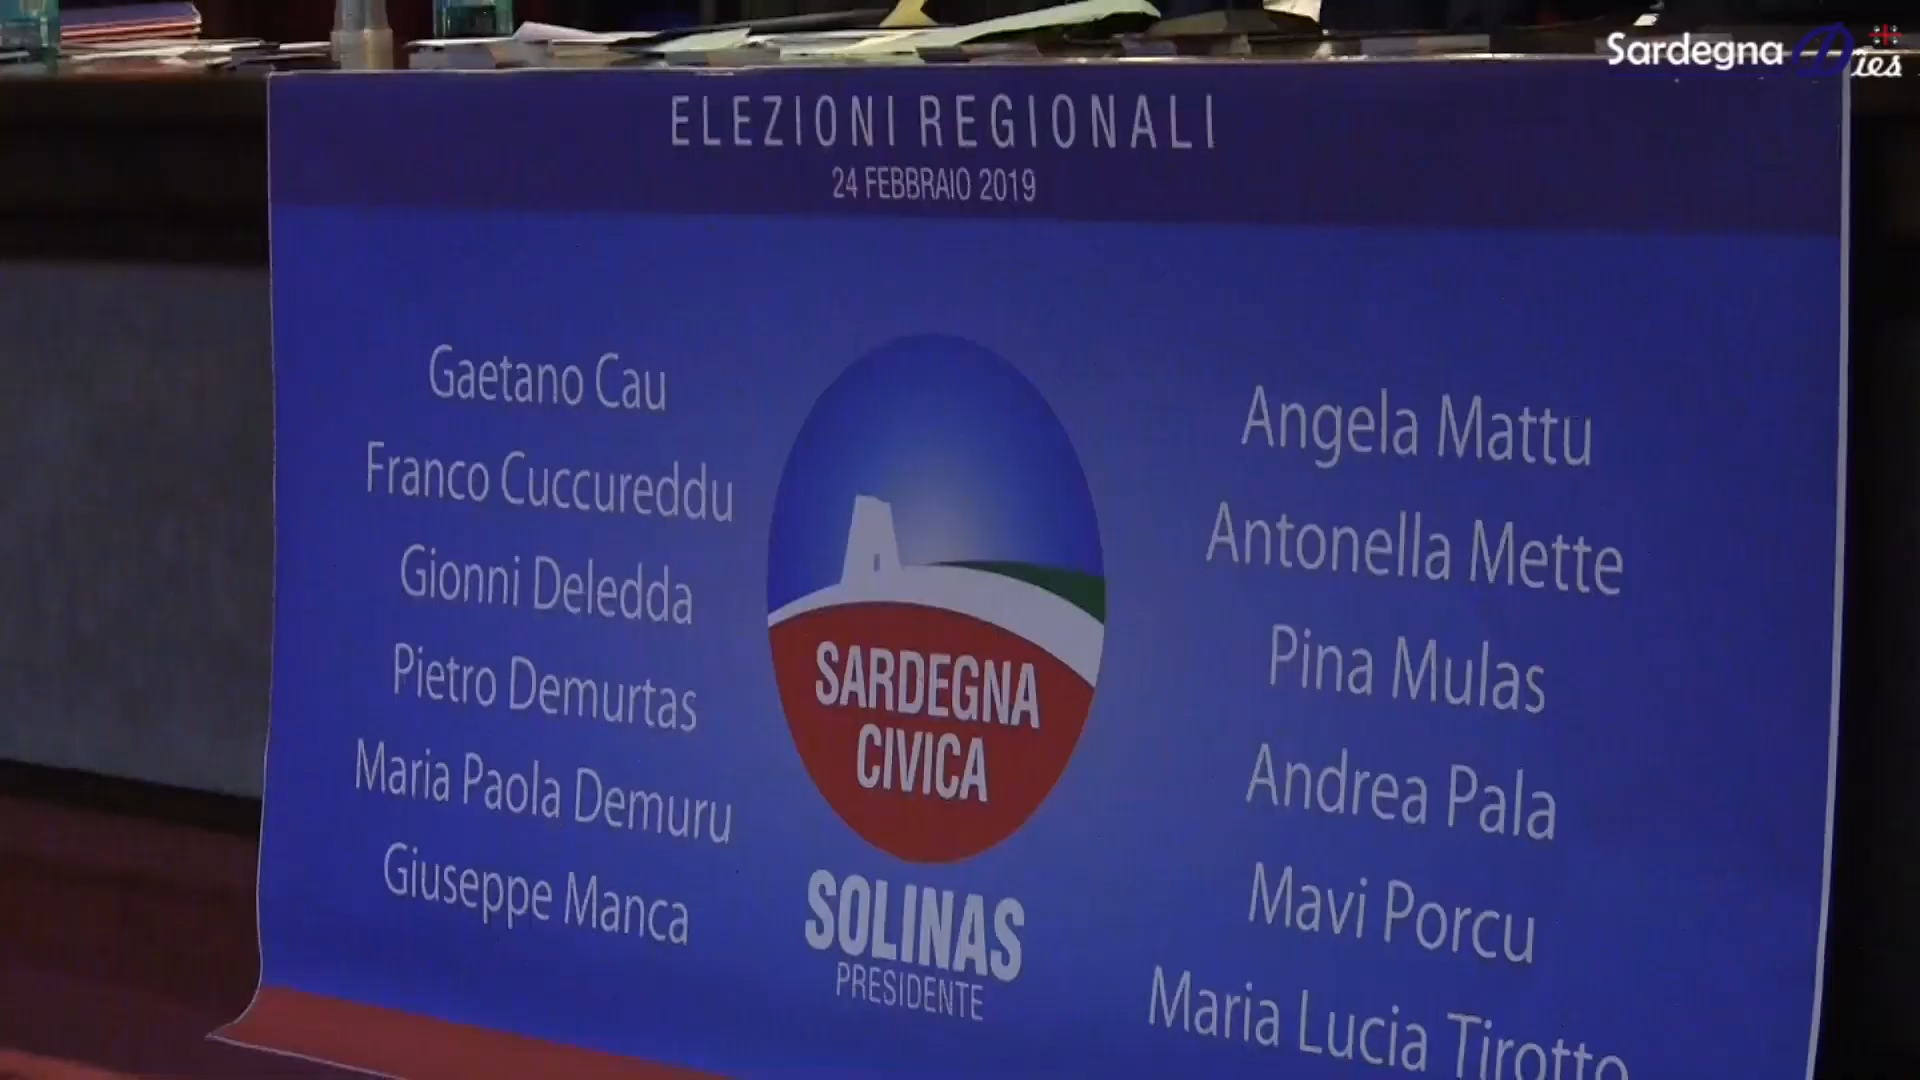 Sardegna Dies
ELEZIONI REGIONALI
24 FEBBRAIO 2019
Gaetano Cau
Franco Cuccureddu
Gionni Deledda
Pietro Demurtas
Maria Paola Demuru
Giuseppe Manca
SARDEGNA
CIVICA
SOLINAS
PRESIDENTE
Angela Mattu
Antonella Mette
Pina Mulas
Andrea Pala
Mavi Porcu
Maria Lucia Tirotto